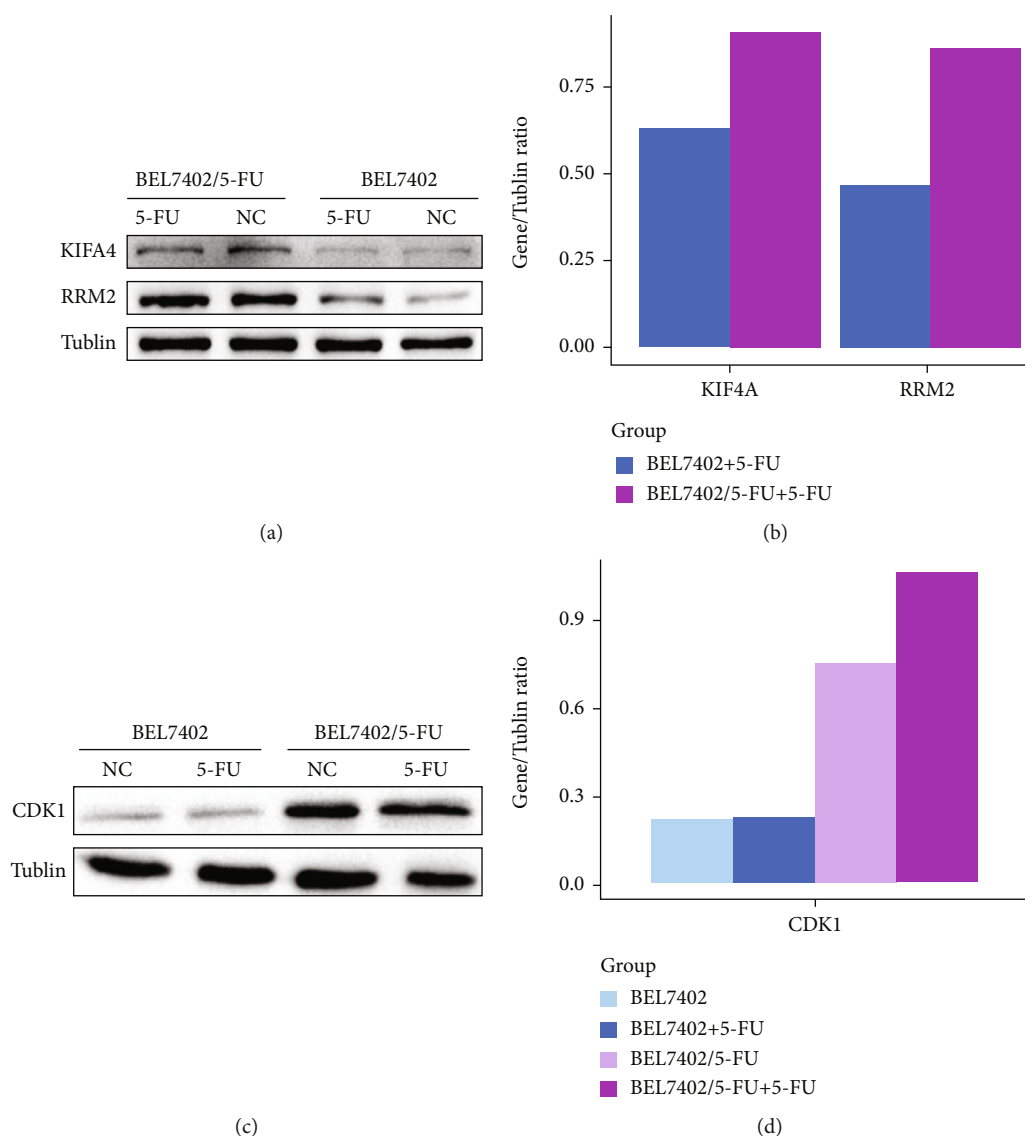 BEL7402/5-FU BEL7402
5-FU NC 5-FU NC
KIFA4
RRM2
Tublin
(a)
Gene/Tublin ratio
0.75
0.50
0.25
0.00
KIF4A RRM2
Group
BEL7402+5-FU
BEL7402/5-FU+5-FU
(b)
BEL7402 BEL7402/5-FU
NC 5-FU NC 5-FU
CDK1
Tublin
(c)
Gene/Tublin ratio
0.9
0.6
0.3
0.0
CDK1
Group
BEL7402
BEL7402+5-FU
BEL7402/5-FU
BEL7402/5-FU+5-FU
(d)